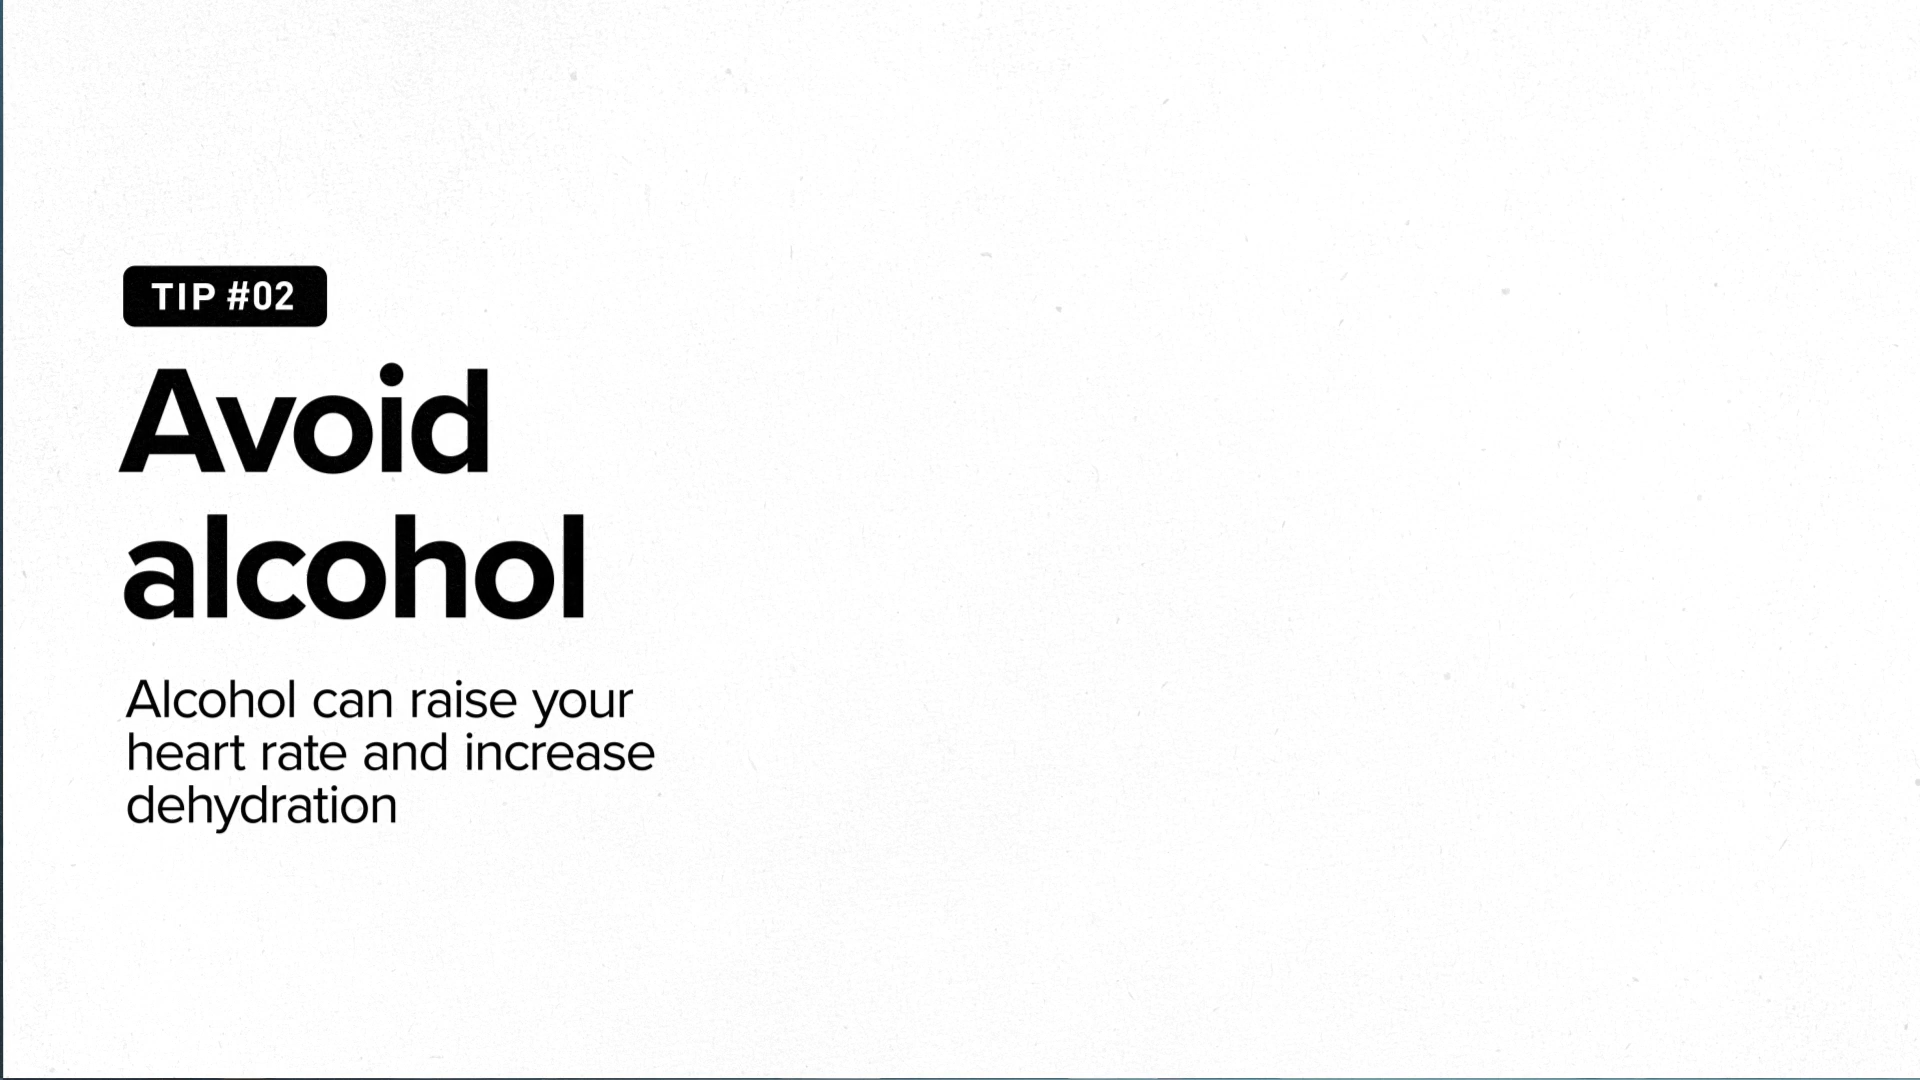 TIP #02
Avoid
alcohol
Alcohol can raise your
heart rate and increase
dehydration